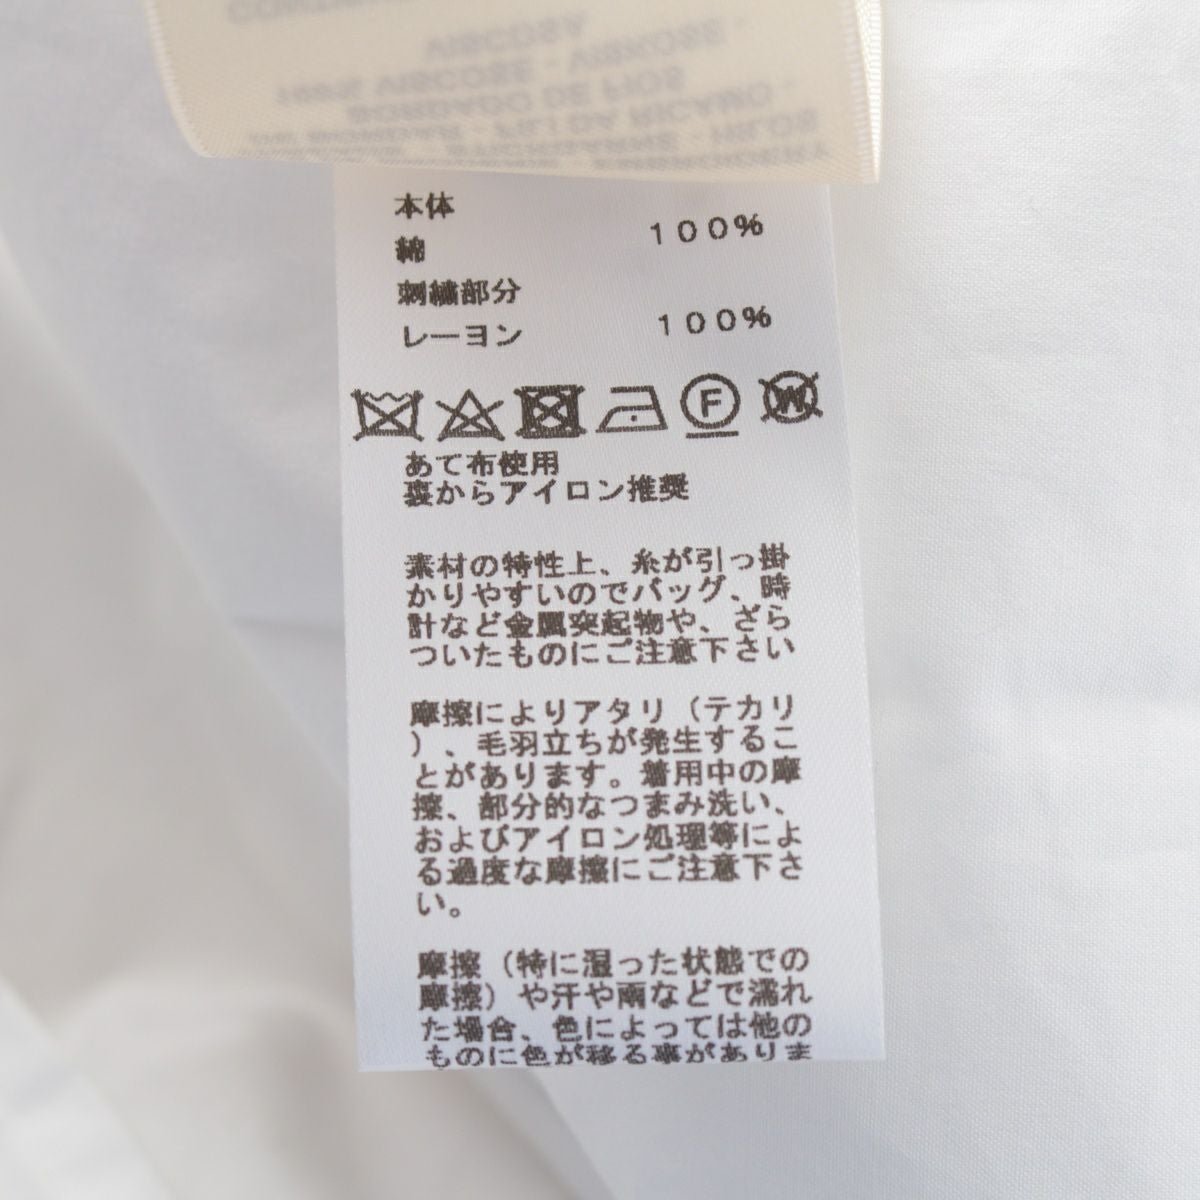 本体
綿 100%
刺繍部分
レーヨン 100%
F W
あて布使用
裏からアイロン推奨
素材の特性上、糸が引っ掛
かりやすいのでバッグ、時
計など金属突起物や、ざら
ついたものにご注意下さい
摩擦によりアタリ（テカリ
）、毛羽立ちが発生するこ
とがあります。着用中の摩
擦、部分的なつまみ洗い、
およびアイロン処理等によ
る過度な摩擦にご注意下さ
い。
摩擦（特に湿った状態での
摩擦）や汗や雨などで濡れ
た場合、色によっては他の
ものに色が移る事がありま